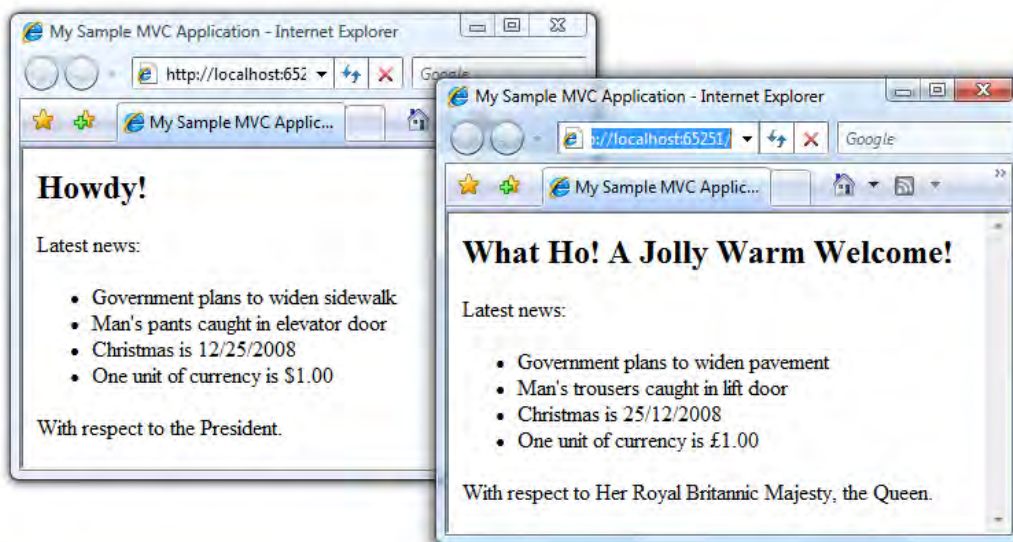 My Sample MVC Application - Internet Explorer
http://localhost:652
My Sample MVC Applic...
Howdy!
Latest news:
• Government plans to widen sidewalk
• Man's pants caught in elevator door
• Christmas is 12/25/2008
• One unit of currency is $1.00
With respect to the President.
My Sample MVC Application - Internet Explorer
p://localhost:65251/
Google
My Sample MVC Applic...
What Ho! A Jolly Warm Welcome!
Latest news:
• Government plans to widen pavement
• Man's trousers caught in lift door
• Christmas is 25/12/2008
• One unit of currency is £1.00
With respect to Her Royal Britannic Majesty, the Queen.